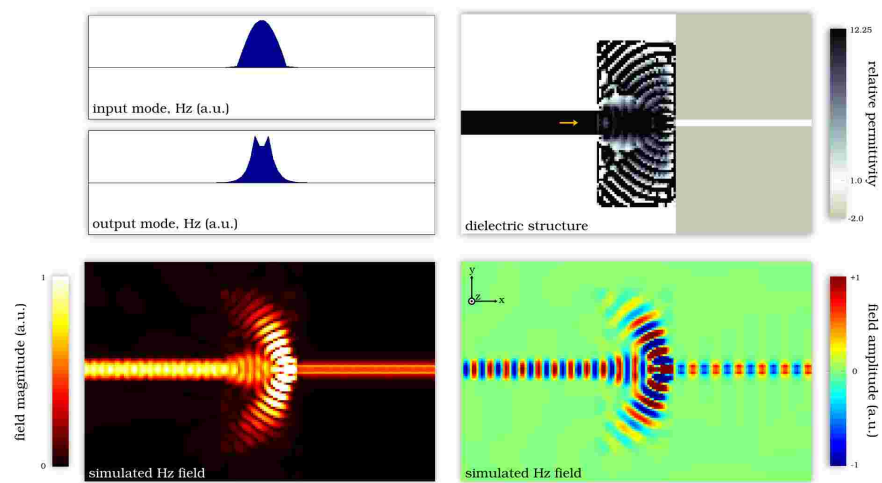 input mode, Hz (a.u.)
output mode, Hz (a.u.)
dielectric structure
12.25
1.0
-2.0
relative permittivity
field magnitude (a.u.)
1
0
simulated Hz field
y
z
x
simulated Hz field
+1
0
-1
field amplitude (a.u.)